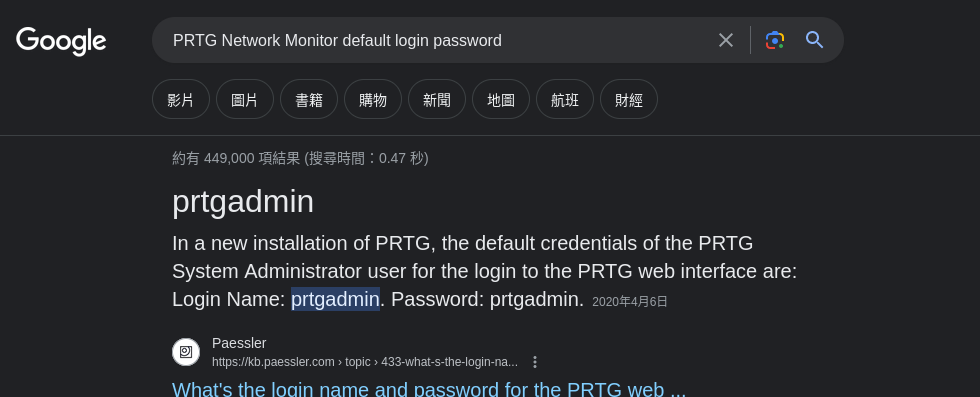 Google
PRTG Network Monitor default login password
影片 圖片 書籍 購物 新聞 地圖 航班 財經
約有 449,000 項結果 (搜尋時間：0.47 秒)
prtgadmin
In a new installation of PRTG, the default credentials of the PRTG
System Administrator user for the login to the PRTG web interface are:
Login Name: prtgadmin. Password: prtgadmin. 2020年4月6日
Paessler
https://kb.paessler.com › topic › 433-what-s-the-login-na...
What's the login name and password for the PRTG web ...